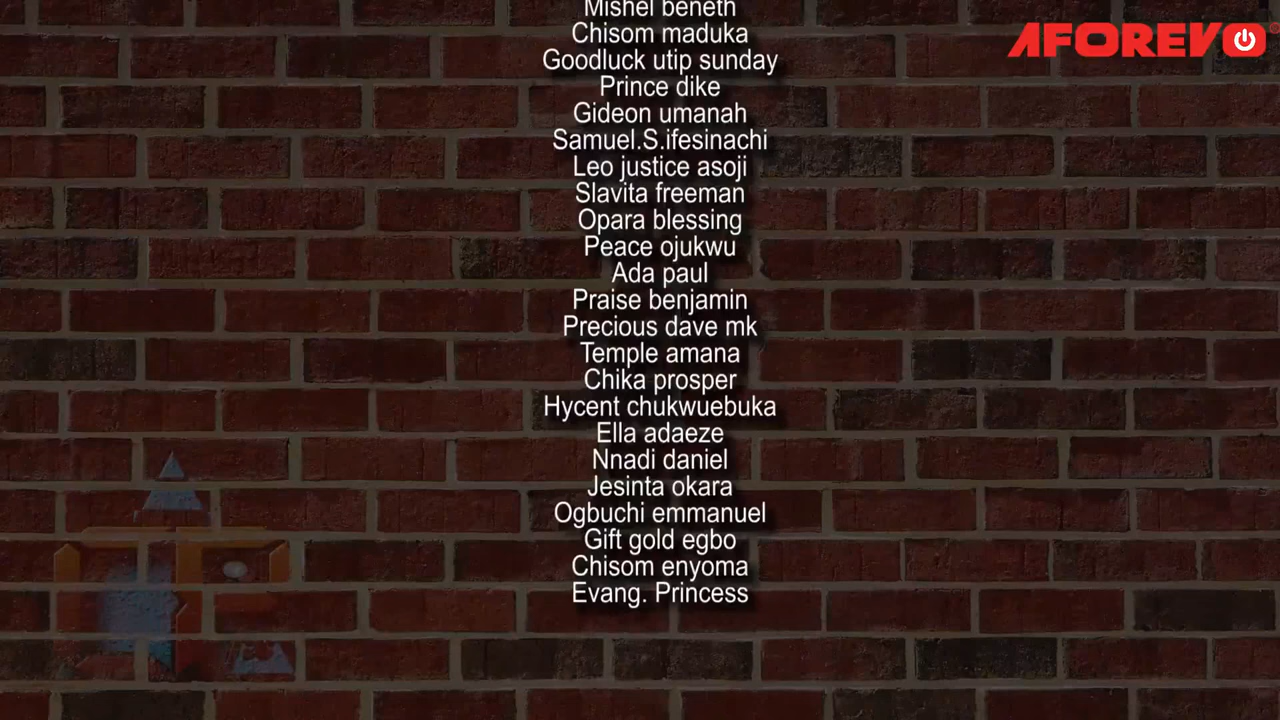 Mishel beneth
AFOREVO
Chisom maduka
Goodluck utip sunday
Prince dike
Gideon umanah
Samuel.S.ifesinachi
Leo justice asoji
Slavita freeman
Opara blessing
Peace ojukwu
Ada paul
Praise benjamin
Precious dave mk
Temple amana
Chika prosper
Hycent chukwuebuka
Ella adaeze
Nnadi daniel
Jesinta okara
Ogbuchi emmanuel
Gift gold egbo
Chisom enyoma
Evang. Princess